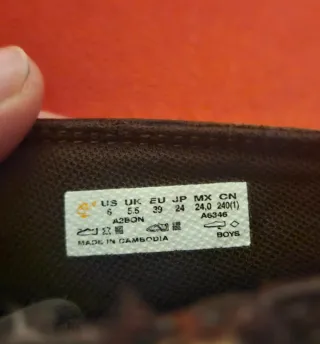 US UK EU JP MX CN
6 5.5 39 24 24.0 240(1)
A2BQN A6346
MADE IN CAMBODIA BOYS